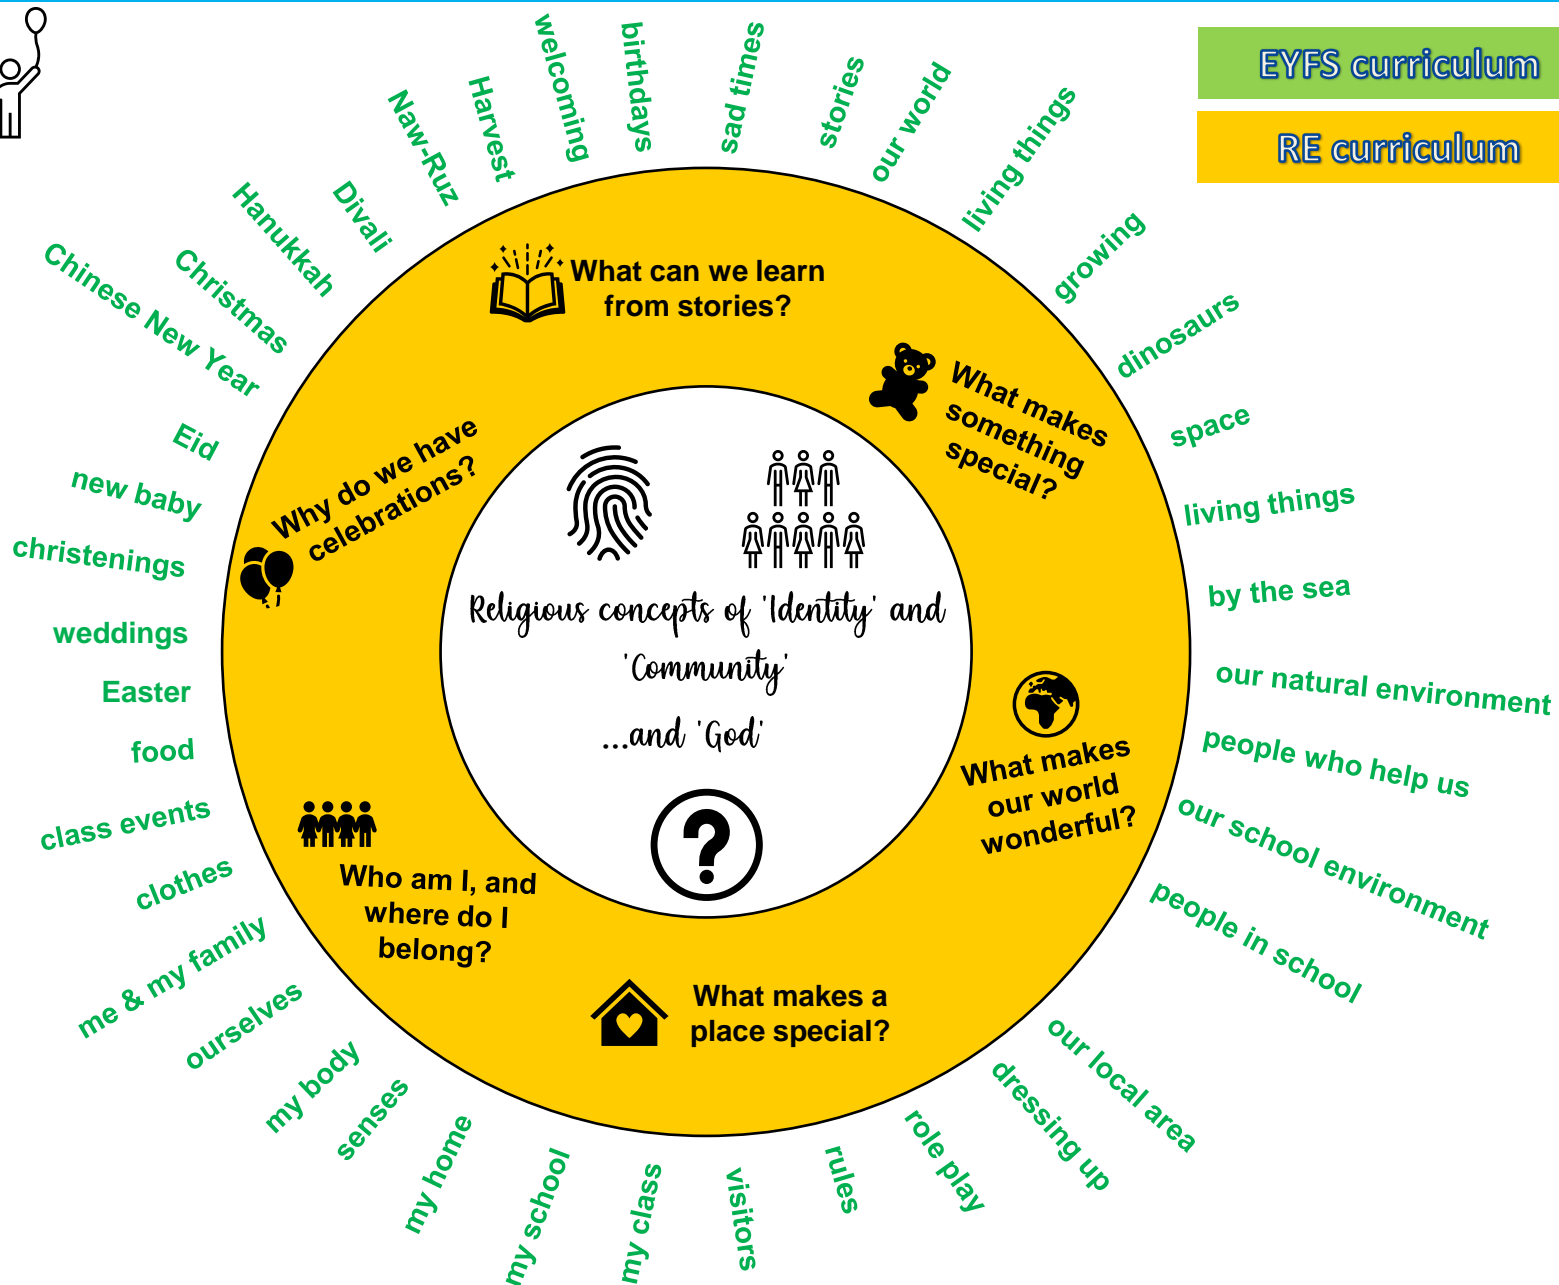 EYFS curriculum
RE curriculum
welcoming
birthdays
sad times
stories
our world
living things
growing
dinosaurs
space
living things
by the sea
our natural environment
people who help us
our school environment
people in school
our local area
dressing up
role play
rules
visitors
my class
my school
my home
senses
my body
ourselves
me & my family
clothes
class events
food
Easter
weddings
christenings
new baby
Eid
Chinese New Year
Christmas
Hanukkah
Divali
Naw-Ruz
Harvest
What can we learn
from stories?
What makes
something
special?
What makes
our world
wonderful?
What makes a
place special?
Who am I, and
where do I
belong?
Why do we have
celebrations?
Religious concepts of 'Identity' and
'Community'
...and 'God'
?